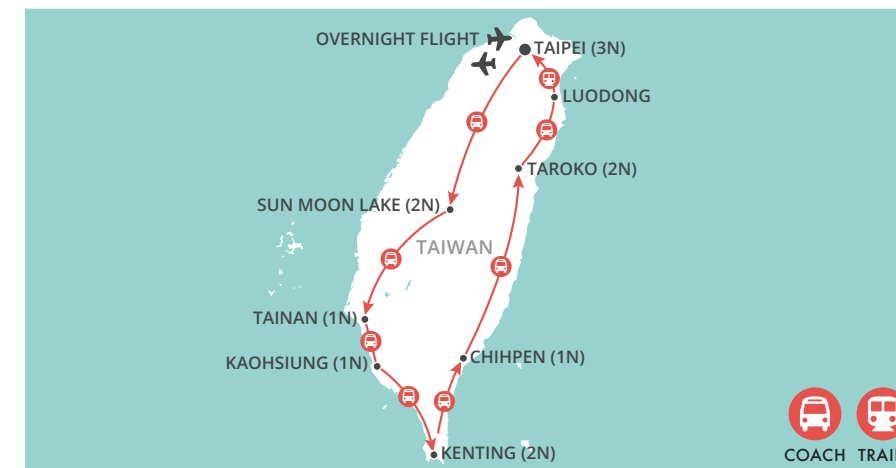 OVERNIGHT FLIGHT
TAIPEI (3N)
LUODONG
TAROKO (2N)
SUN MOON LAKE (2N)
TAIWAN
TAINAN (1N)
CHIHPEN (1N)
KAOHSIUNG (1N)
KENTING (2N)
COACH TRAI